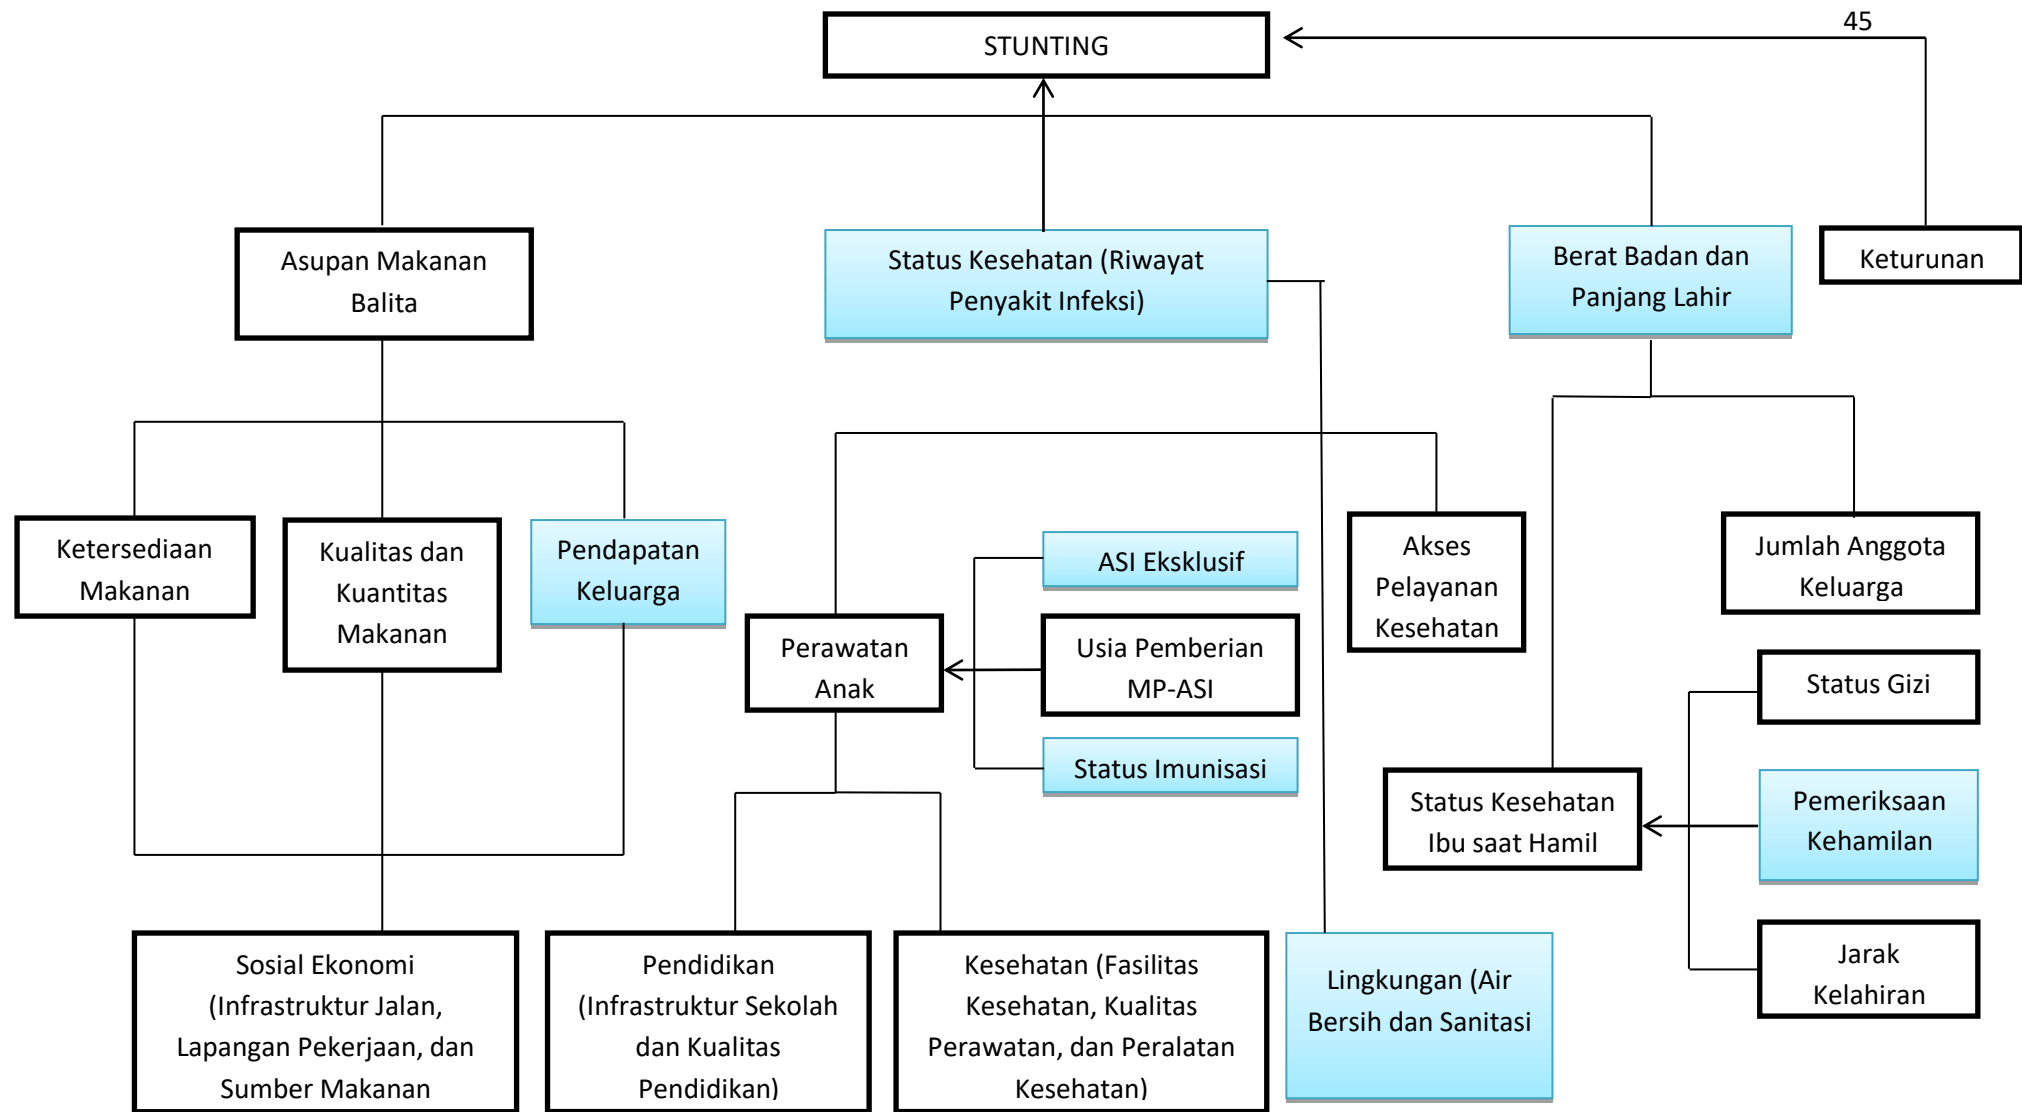 45
STUNTING
Asupan Makanan
Balita
Status Kesehatan (Riwayat
Penyakit Infeksi)
Berat Badan dan
Panjang Lahir
Keturunan
Ketersediaan
Makanan
Kualitas dan
Kuantitas
Makanan
Pendapatan
Keluarga
ASI Eksklusif
Akses
Pelayanan
Kesehatan
Jumlah Anggota
Keluarga
Perawatan
Anak
Usia Pemberian
MP-ASI
Status Gizi
Status Imunisasi
Status Kesehatan
Ibu saat Hamil
Pemeriksaan
Kehamilan
Jarak
Kelahiran
Sosial Ekonomi
(Infrastruktur Jalan,
Lapangan Pekerjaan, dan
Sumber Makanan
Pendidikan
(Infrastruktur Sekolah
dan Kualitas
Pendidikan)
Kesehatan (Fasilitas
Kesehatan, Kualitas
Perawatan, dan Peralatan
Kesehatan)
Lingkungan (Air
Bersih dan Sanitasi